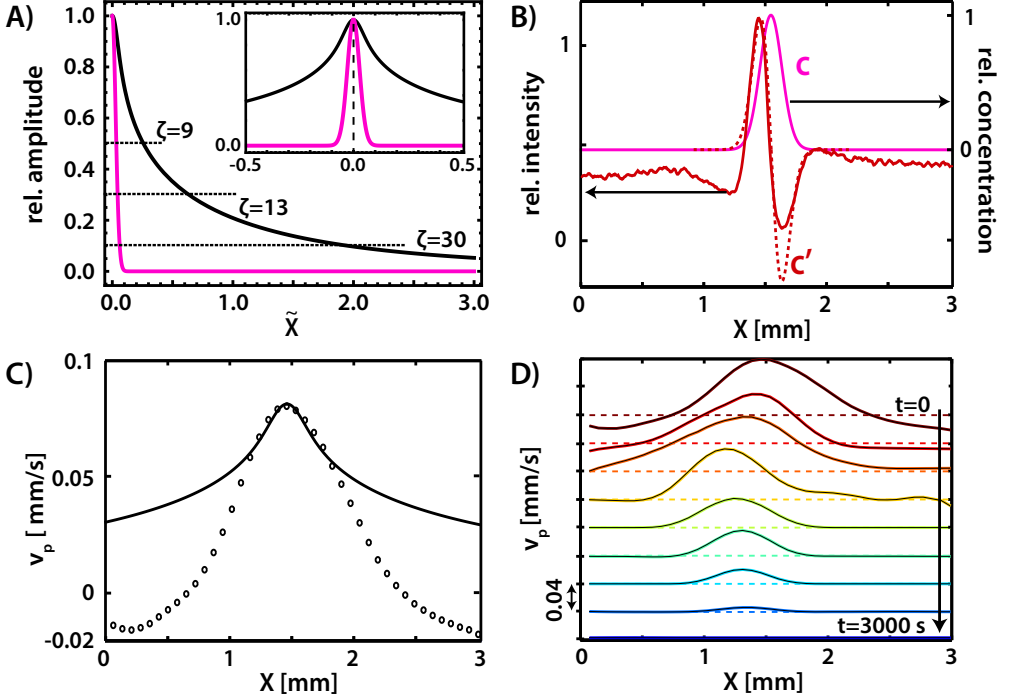 A)
rel. amplitude
1.0
0.8
0.6
0.4
0.2
0.0
ζ=9
ζ=13
ζ=30
0.0
1.0
2.0
3.0
X̃
1.0
0.0
-0.5
0.0
0.5
B)
rel. intensity
1
0
C
C'
1
0
rel. concentration
0
1
2
3
X [mm]
C)
v_p [ mm/s]
0.1
0.05
0
-0.02
0
1
2
3
X [mm]
D)
v_p [mm/s]
0.04
t=0
t=3000 s
0
1
2
3
X [mm]